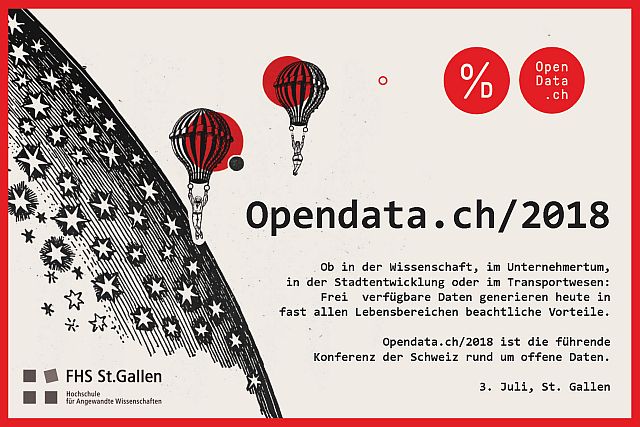 %D
Open
Data
.ch
Opendata.ch/2018
Ob in der Wissenschaft, im Unternehmertum,
in der Stadtentwicklung oder im Transportwesen:
Frei verfügbare Daten generieren heute in
fast allen Lebensbereichen beachtliche Vorteile.
Opendata.ch/2018 ist die führende
Konferenz der Schweiz rund um offene Daten.
3. Juli, St. Gallen
FHS St.Gallen
Hochschule
für Angewandte Wissenschaften